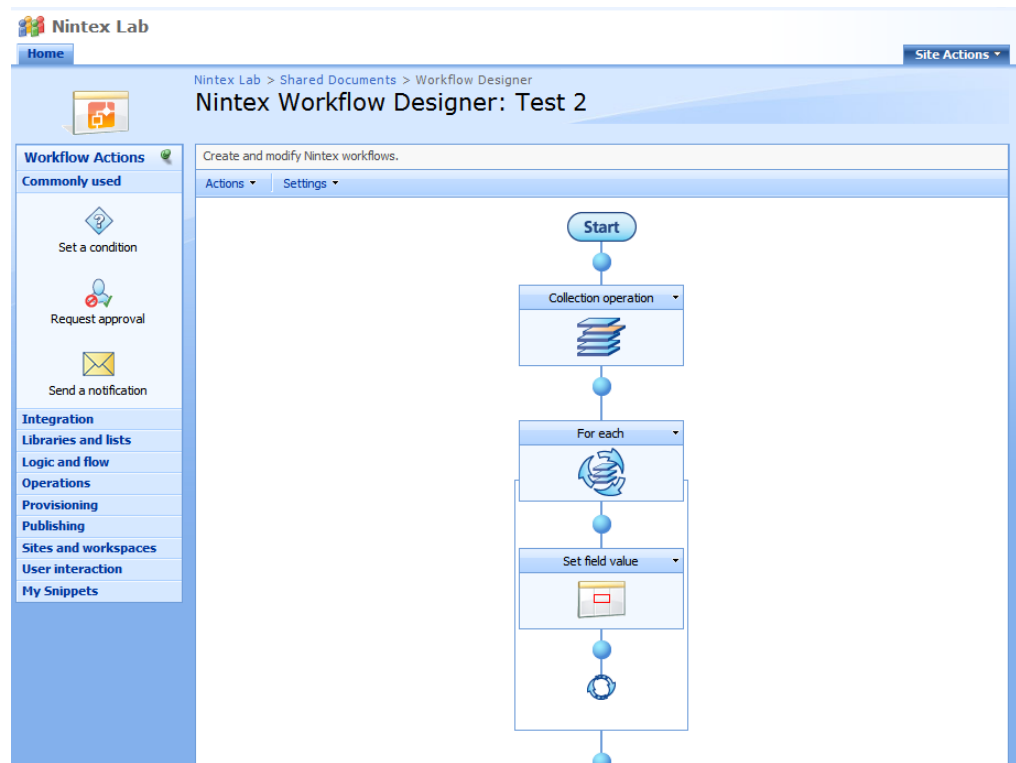 Nintex Lab
Home
Site Actions
Nintex Lab > Shared Documents > Workflow Designer
Nintex Workflow Designer: Test 2
Workflow Actions
Commonly used
Set a condition
Request approval
Send a notification
Integration
Libraries and lists
Logic and flow
Operations
Provisioning
Publishing
Sites and workspaces
User interaction
My Snippets
Create and modify Nintex workflows.
Actions Settings
Start
Collection operation
For each
Set field value